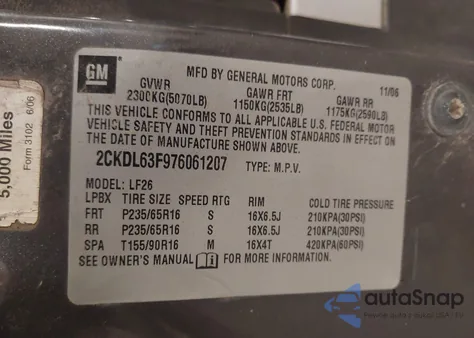 GM
MFD BY GENERAL MOTORS CORP. 11/06
GVWR GAWR FRT GAWR RR
2300KG(5070LB) 1150KG(2535LB) 1175KG(2590LB)
THIS VEHICLE CONFORMS TO ALL APPLICABLE U.S. FEDERAL MOTOR
VEHICLE SAFETY AND THEFT PREVENTION STANDARDS IN EFFECT ON
THE DATE OF MANUFACTURE SHOWN ABOVE.
2CKDL63F976061207 TYPE: M.P.V.
MODEL: LF26
LPBX TIRE SIZE SPEED RTG RIM COLD TIRE PRESSURE
FRT P235/65R16 S 16X6.5J 210KPA(30PSI)
RR P235/65R16 S 16X6.5J 210KPA(30PSI)
SPA T155/90R16 M 16X4T 420KPA(60PSI)
SEE OWNER'S MANUAL FOR MORE INFORMATION
5,000 Miles
Form 3102 6/06
autoSnap